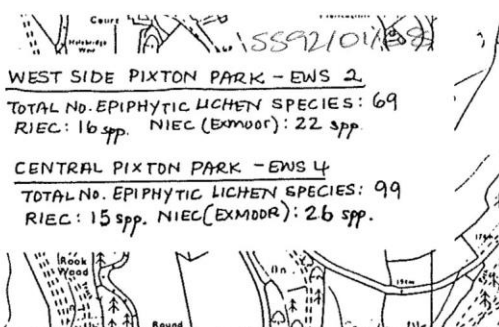 Court
Holebridge
Weir
WEST SIDE PIXTON PARK - EWS 2
TOTAL NO. EPIPHYTIC LICHEN SPECIES: 69
RIEC: 16 spp. NIEC (Exmoor): 22 spp
CENTRAL PIXTON PARK - EWS 4
TOTAL NO. EPIPHYTIC LICHEN SPECIES: 99
RIEC: 15 spp. NIEC (EXMOOR): 26 spp.
Rook
Wood
Round